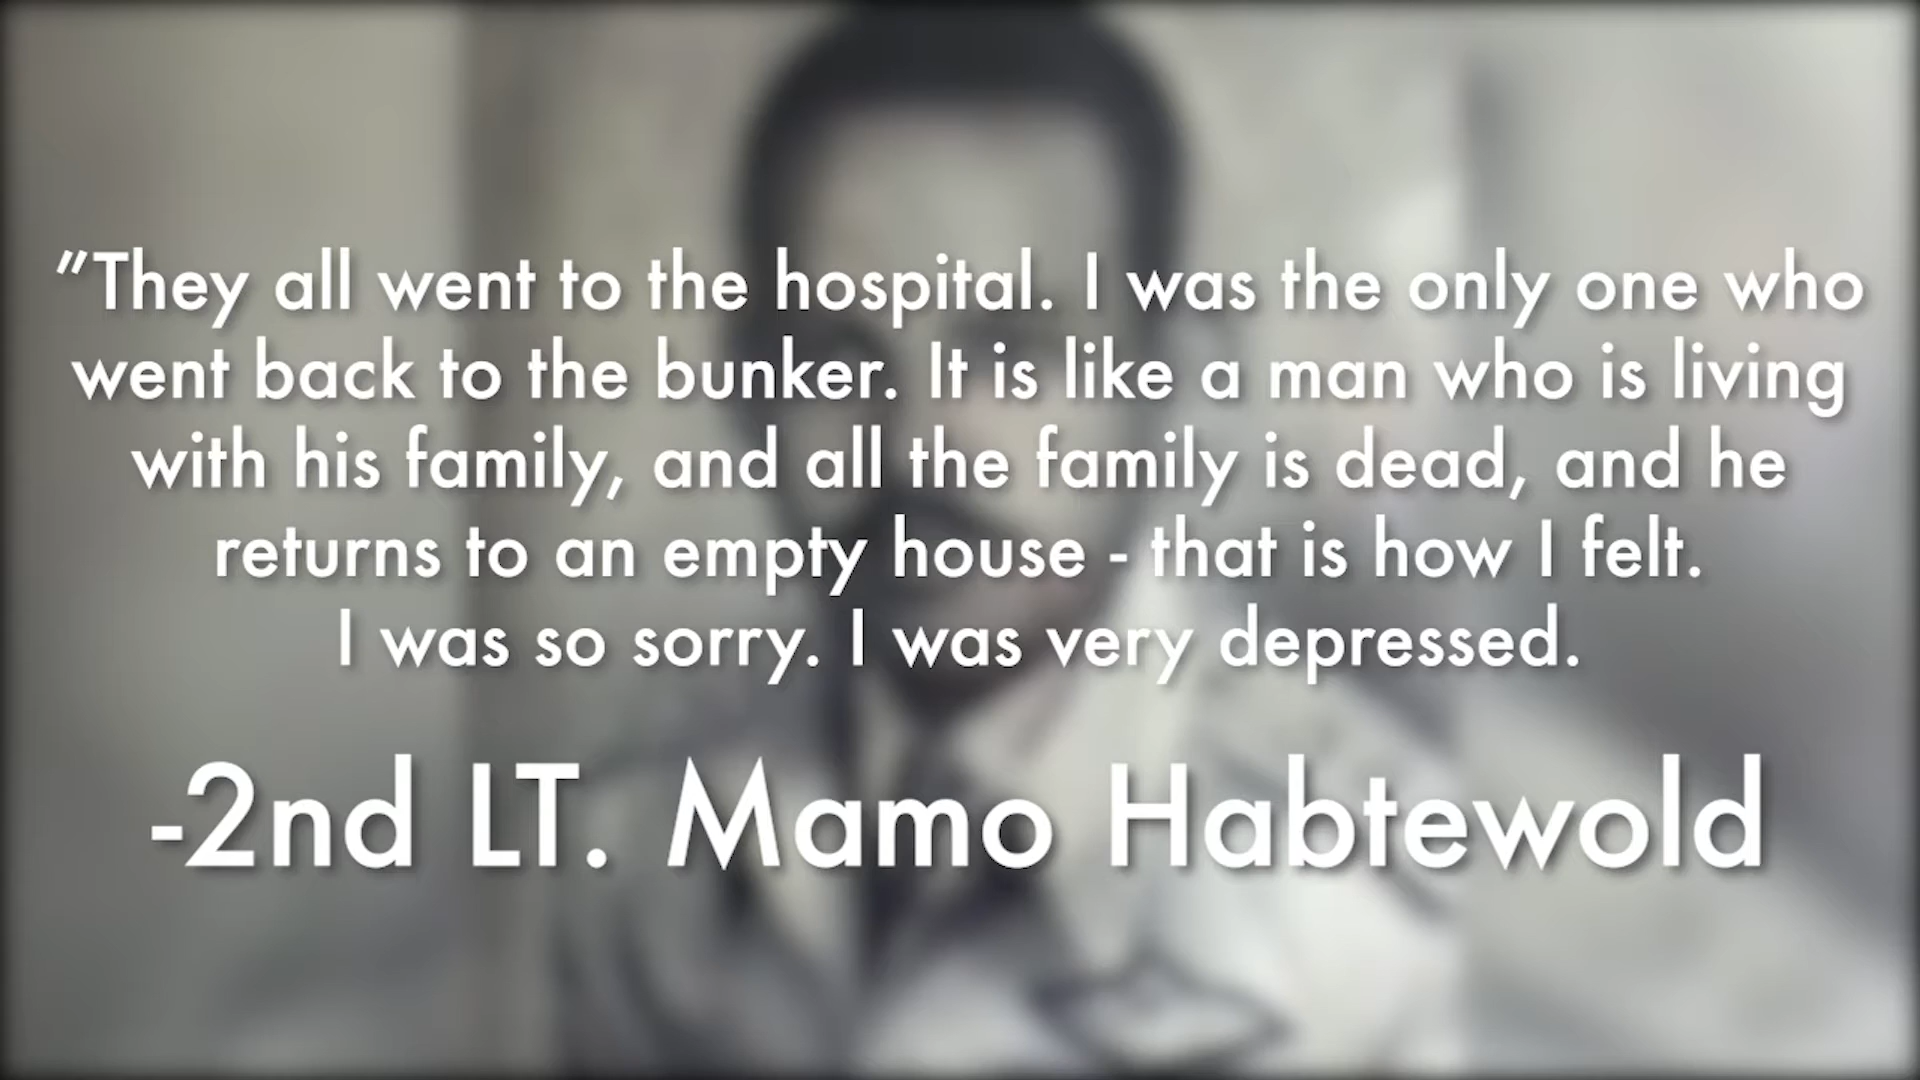 "They all went to the hospital. I was the only one who
went back to the bunker. It is like a man who is living
with his family, and all the family is dead, and he
returns to an empty house - that is how I felt.
I was so sorry. I was very depressed.
-2nd LT. Mamo Habtewold